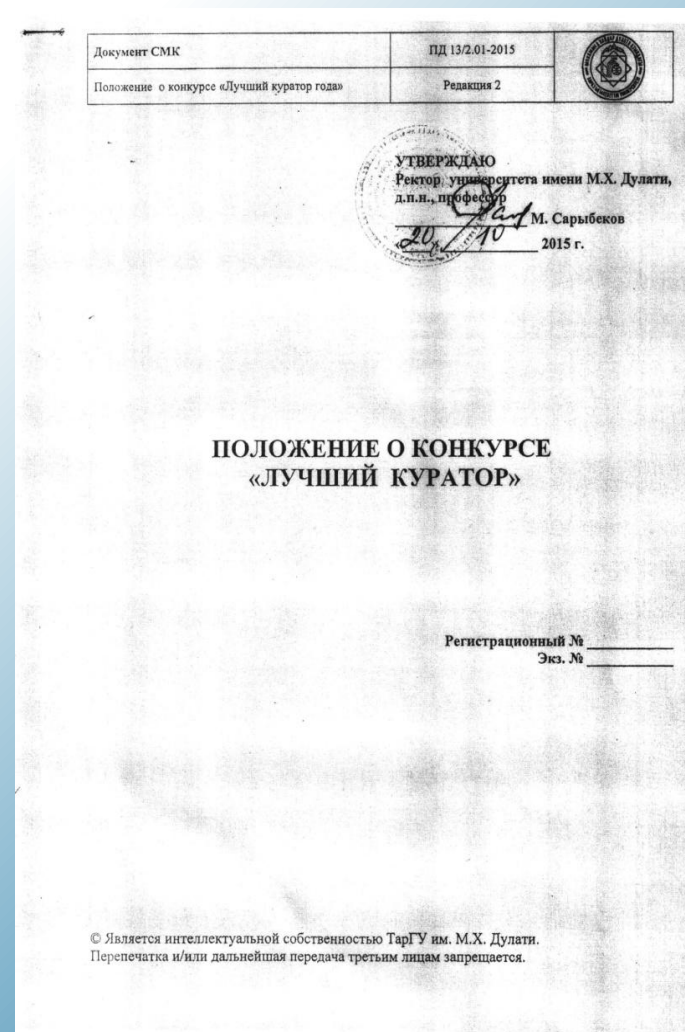 Документ СМК
ПД 13/2.01-2015
Положение о конкурсе «Лучший куратор года»
Редакция 2
УТВЕРЖДАЮ
Ректор университета имени М.Х. Дулати,
д.п.н., профессор
М. Сарыбеков
«20» 10 2015 г.
ПОЛОЖЕНИЕ О КОНКУРСЕ
«ЛУЧШИЙ КУРАТОР»
Регистрационный №
Экз. №
© Является интеллектуальной собственностью ТарГУ им. М.Х. Дулати.
Перепечатка и/или дальнейшая передача третьим лицам запрещается.